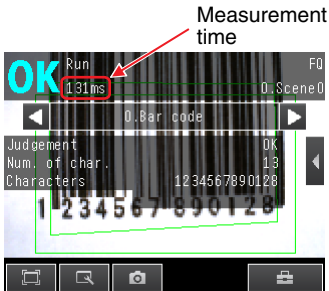 Measurement
time
OK Run FQ
131ms 0.Scene0
0.Bar code
Judgement OK
Num. of char. 13
Characters 1234567890128
1 234567 890128